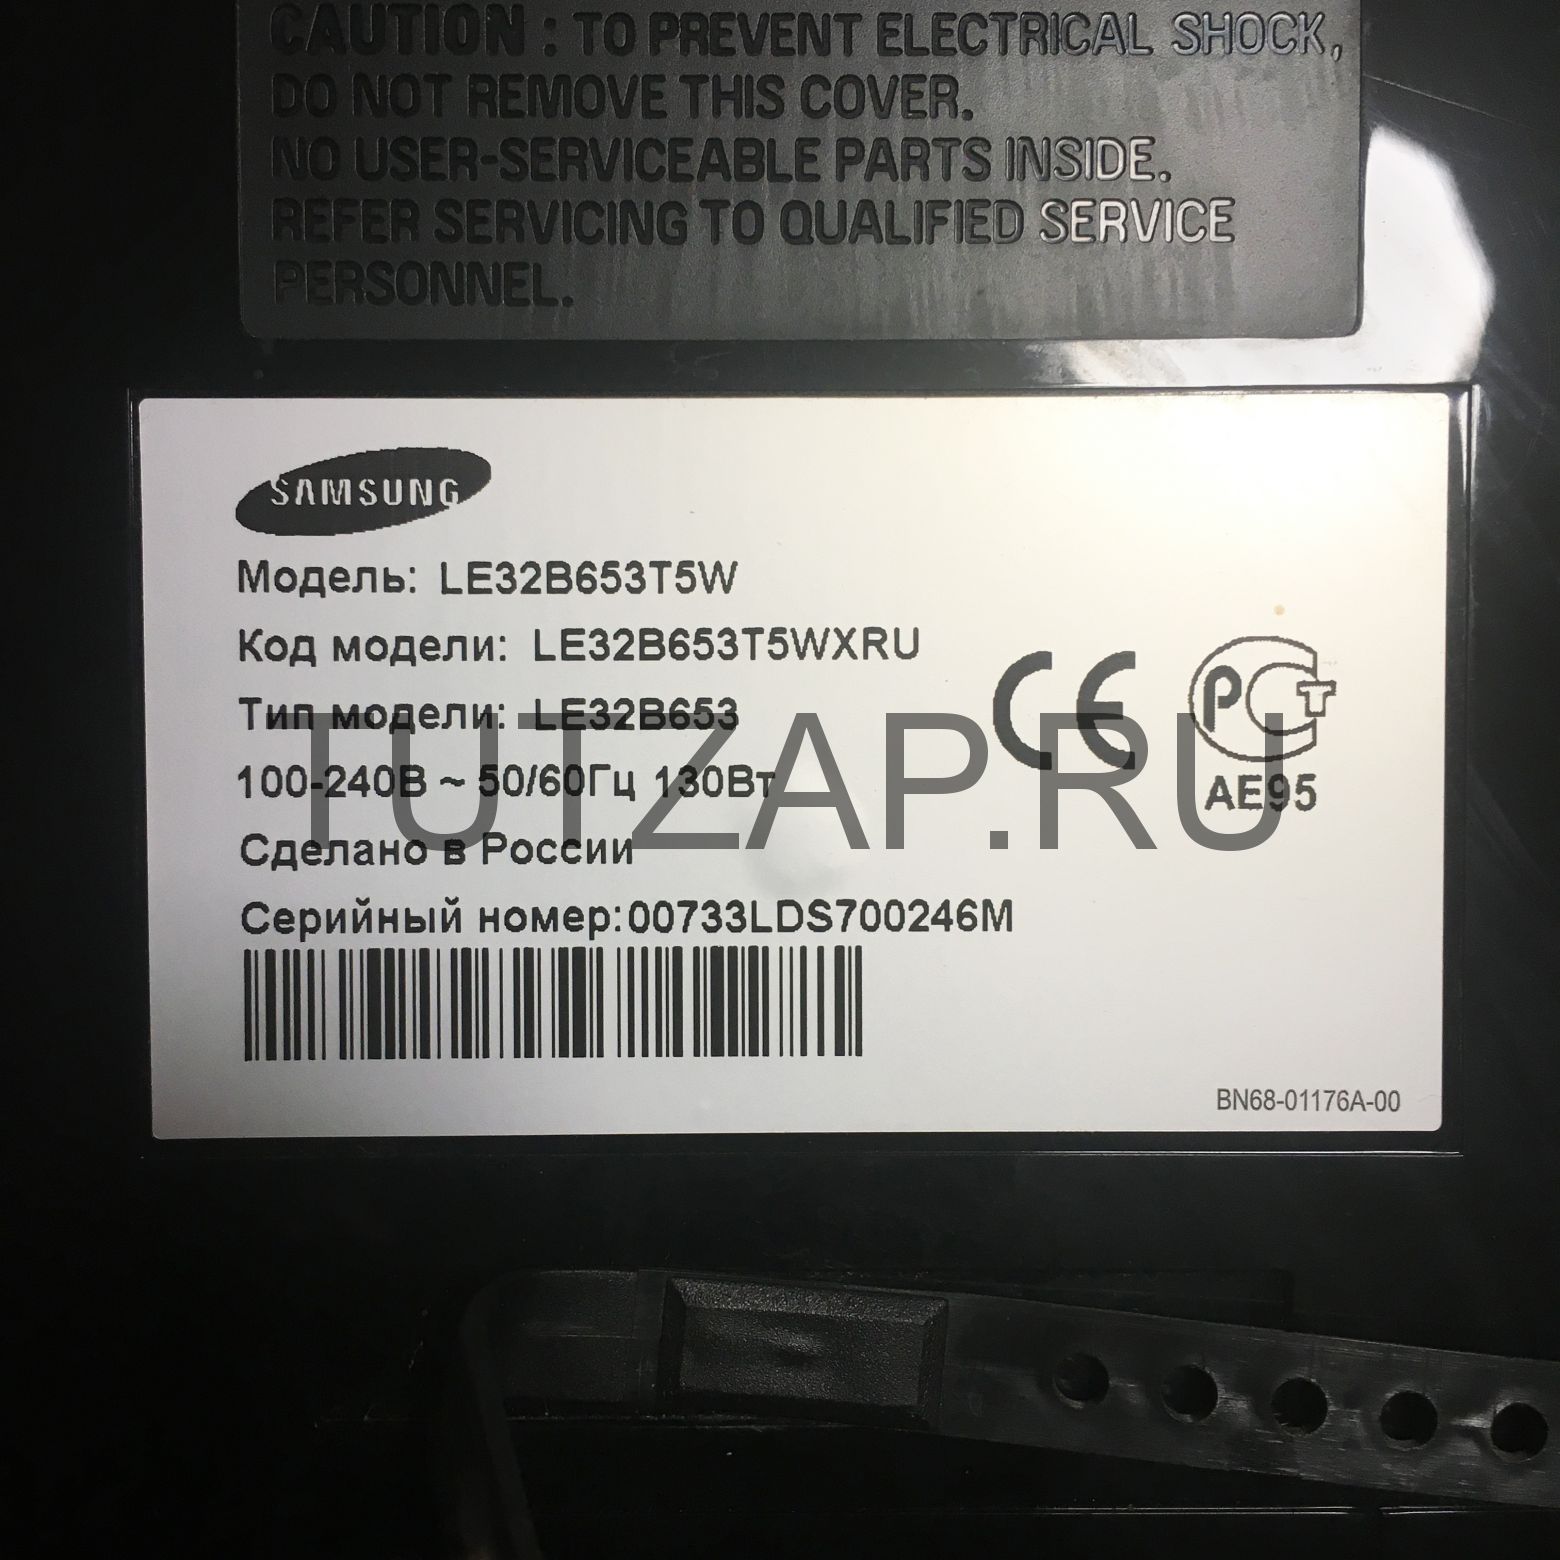 CAUTION : TO PREVENT ELECTRICAL SHOCK,
DO NOT REMOVE THIS COVER.
NO USER-SERVICEABLE PARTS INSIDE.
REFER SERVICING TO QUALIFIED SERVICE
PERSONNEL.
SAMSUNG
Модель: LE32B653T5W
Код модели: LE32B653T5WXRU
Тип модели: LE32B653
100-240В ~ 50/60Гц 130Вт
Сделано в России
Серийный номер:00733LDS700246M
CE
РСТ
АЕ95
TUTZAP.RU
BN68-01176A-00